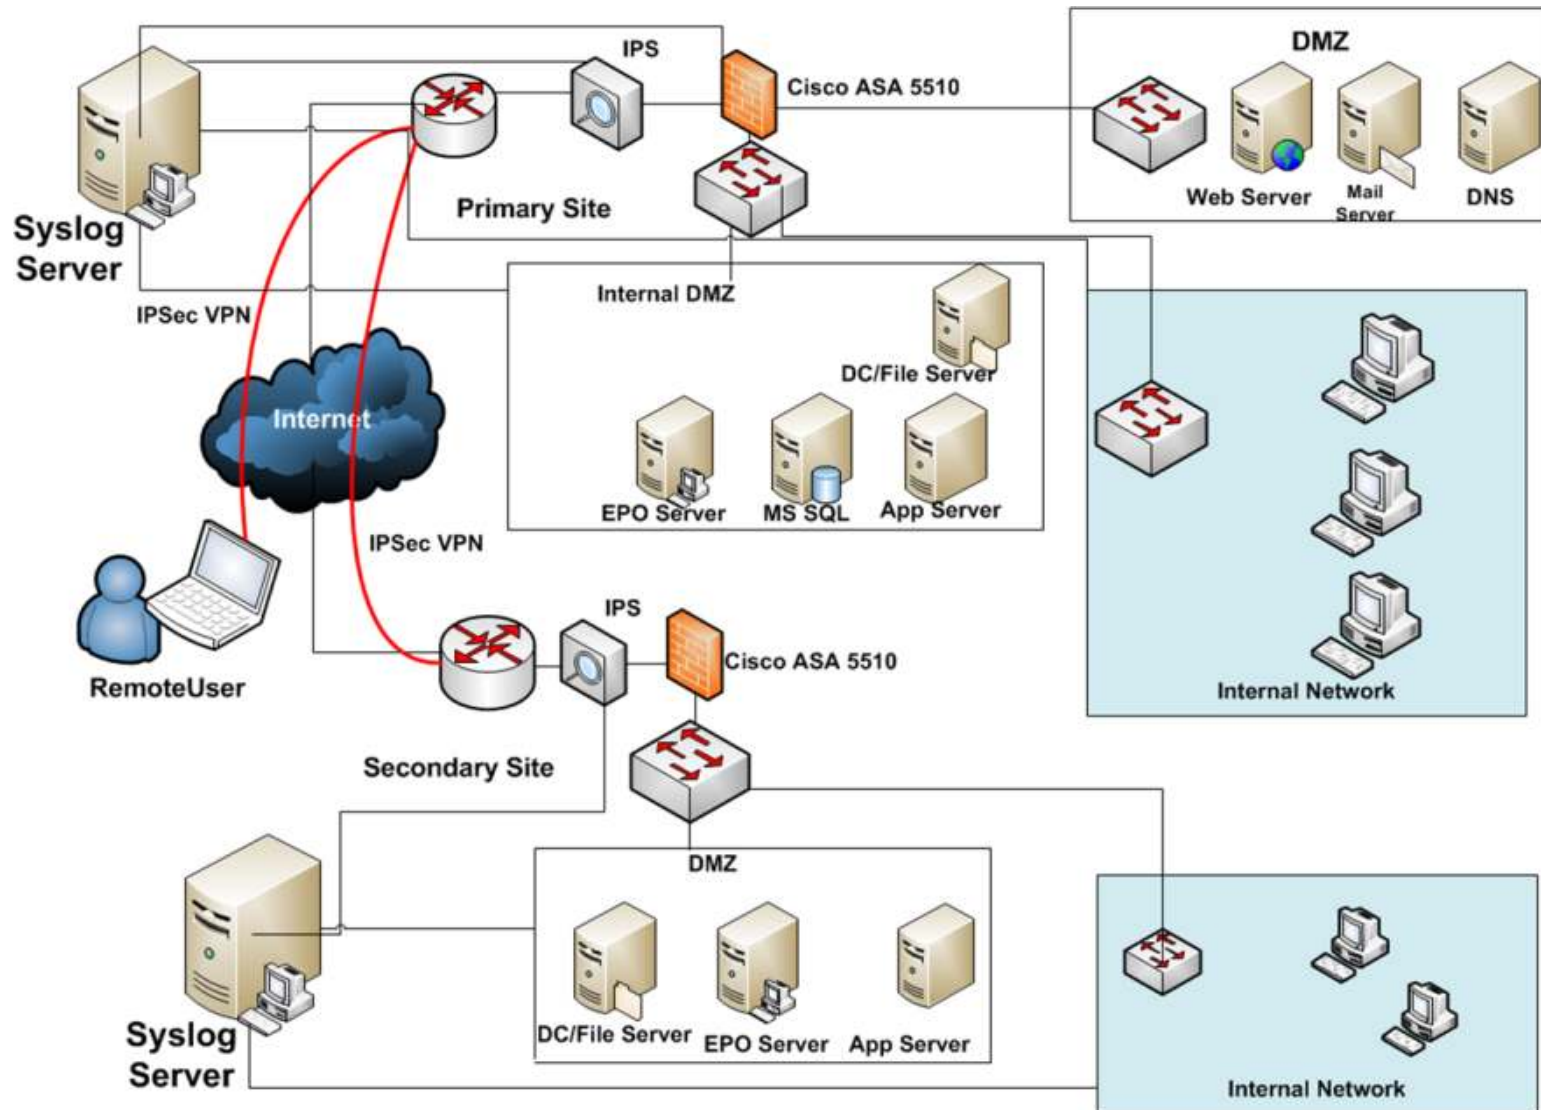 IPS
DMZ
Cisco ASA 5510
Web Server
Mail
Server
DNS
Primary Site
Syslog
Server
Internal DMZ
IPSec VPN
DC/File Server
Internet
EPO Server
MS SQL
App Server
IPSec VPN
IPS
Cisco ASA 5510
RemoteUser
Internal Network
Secondary Site
DMZ
Syslog
Server
DC/File Server
EPO Server
App Server
Internal Network